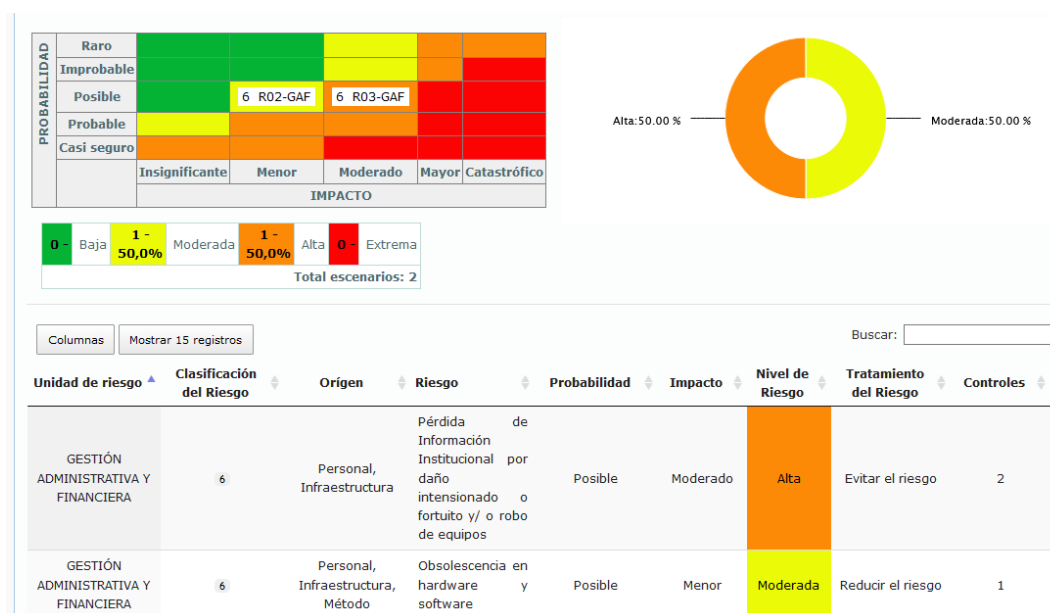 PROBABILIDAD
Raro
Improbable
Posible
6 R02-GAF
6 R03-GAF
Probable
Casi seguro
Insignificante Menor Moderado Mayor Catastrófico
IMPACTO
Alta:50.00 %
Moderada:50.00 %
0 - Baja 1 - 50,0% Moderada 1 - 50,0% Alta 0 - Extrema
Total escenarios: 2
Columnas
Mostrar 15 registros
Buscar:
Unidad de riesgo
Clasificación
del Riesgo
Orígen
Riesgo
Probabilidad
Impacto
Nivel de
Riesgo
Tratamiento
del Riesgo
Controles
GESTIÓN
ADMINISTRATIVA Y
FINANCIERA
6
Personal,
Infraestructura
Pérdida de
Información
Institucional por
daño
intensionado o
fortuito y/ o robo
de equipos
Posible
Moderado
Alta
Evitar el riesgo
2
GESTIÓN
ADMINISTRATIVA Y
FINANCIERA
6
Personal,
Infraestructura,
Método
Obsolescencia en
hardware y
software
Posible
Menor
Moderada
Reducir el riesgo
1